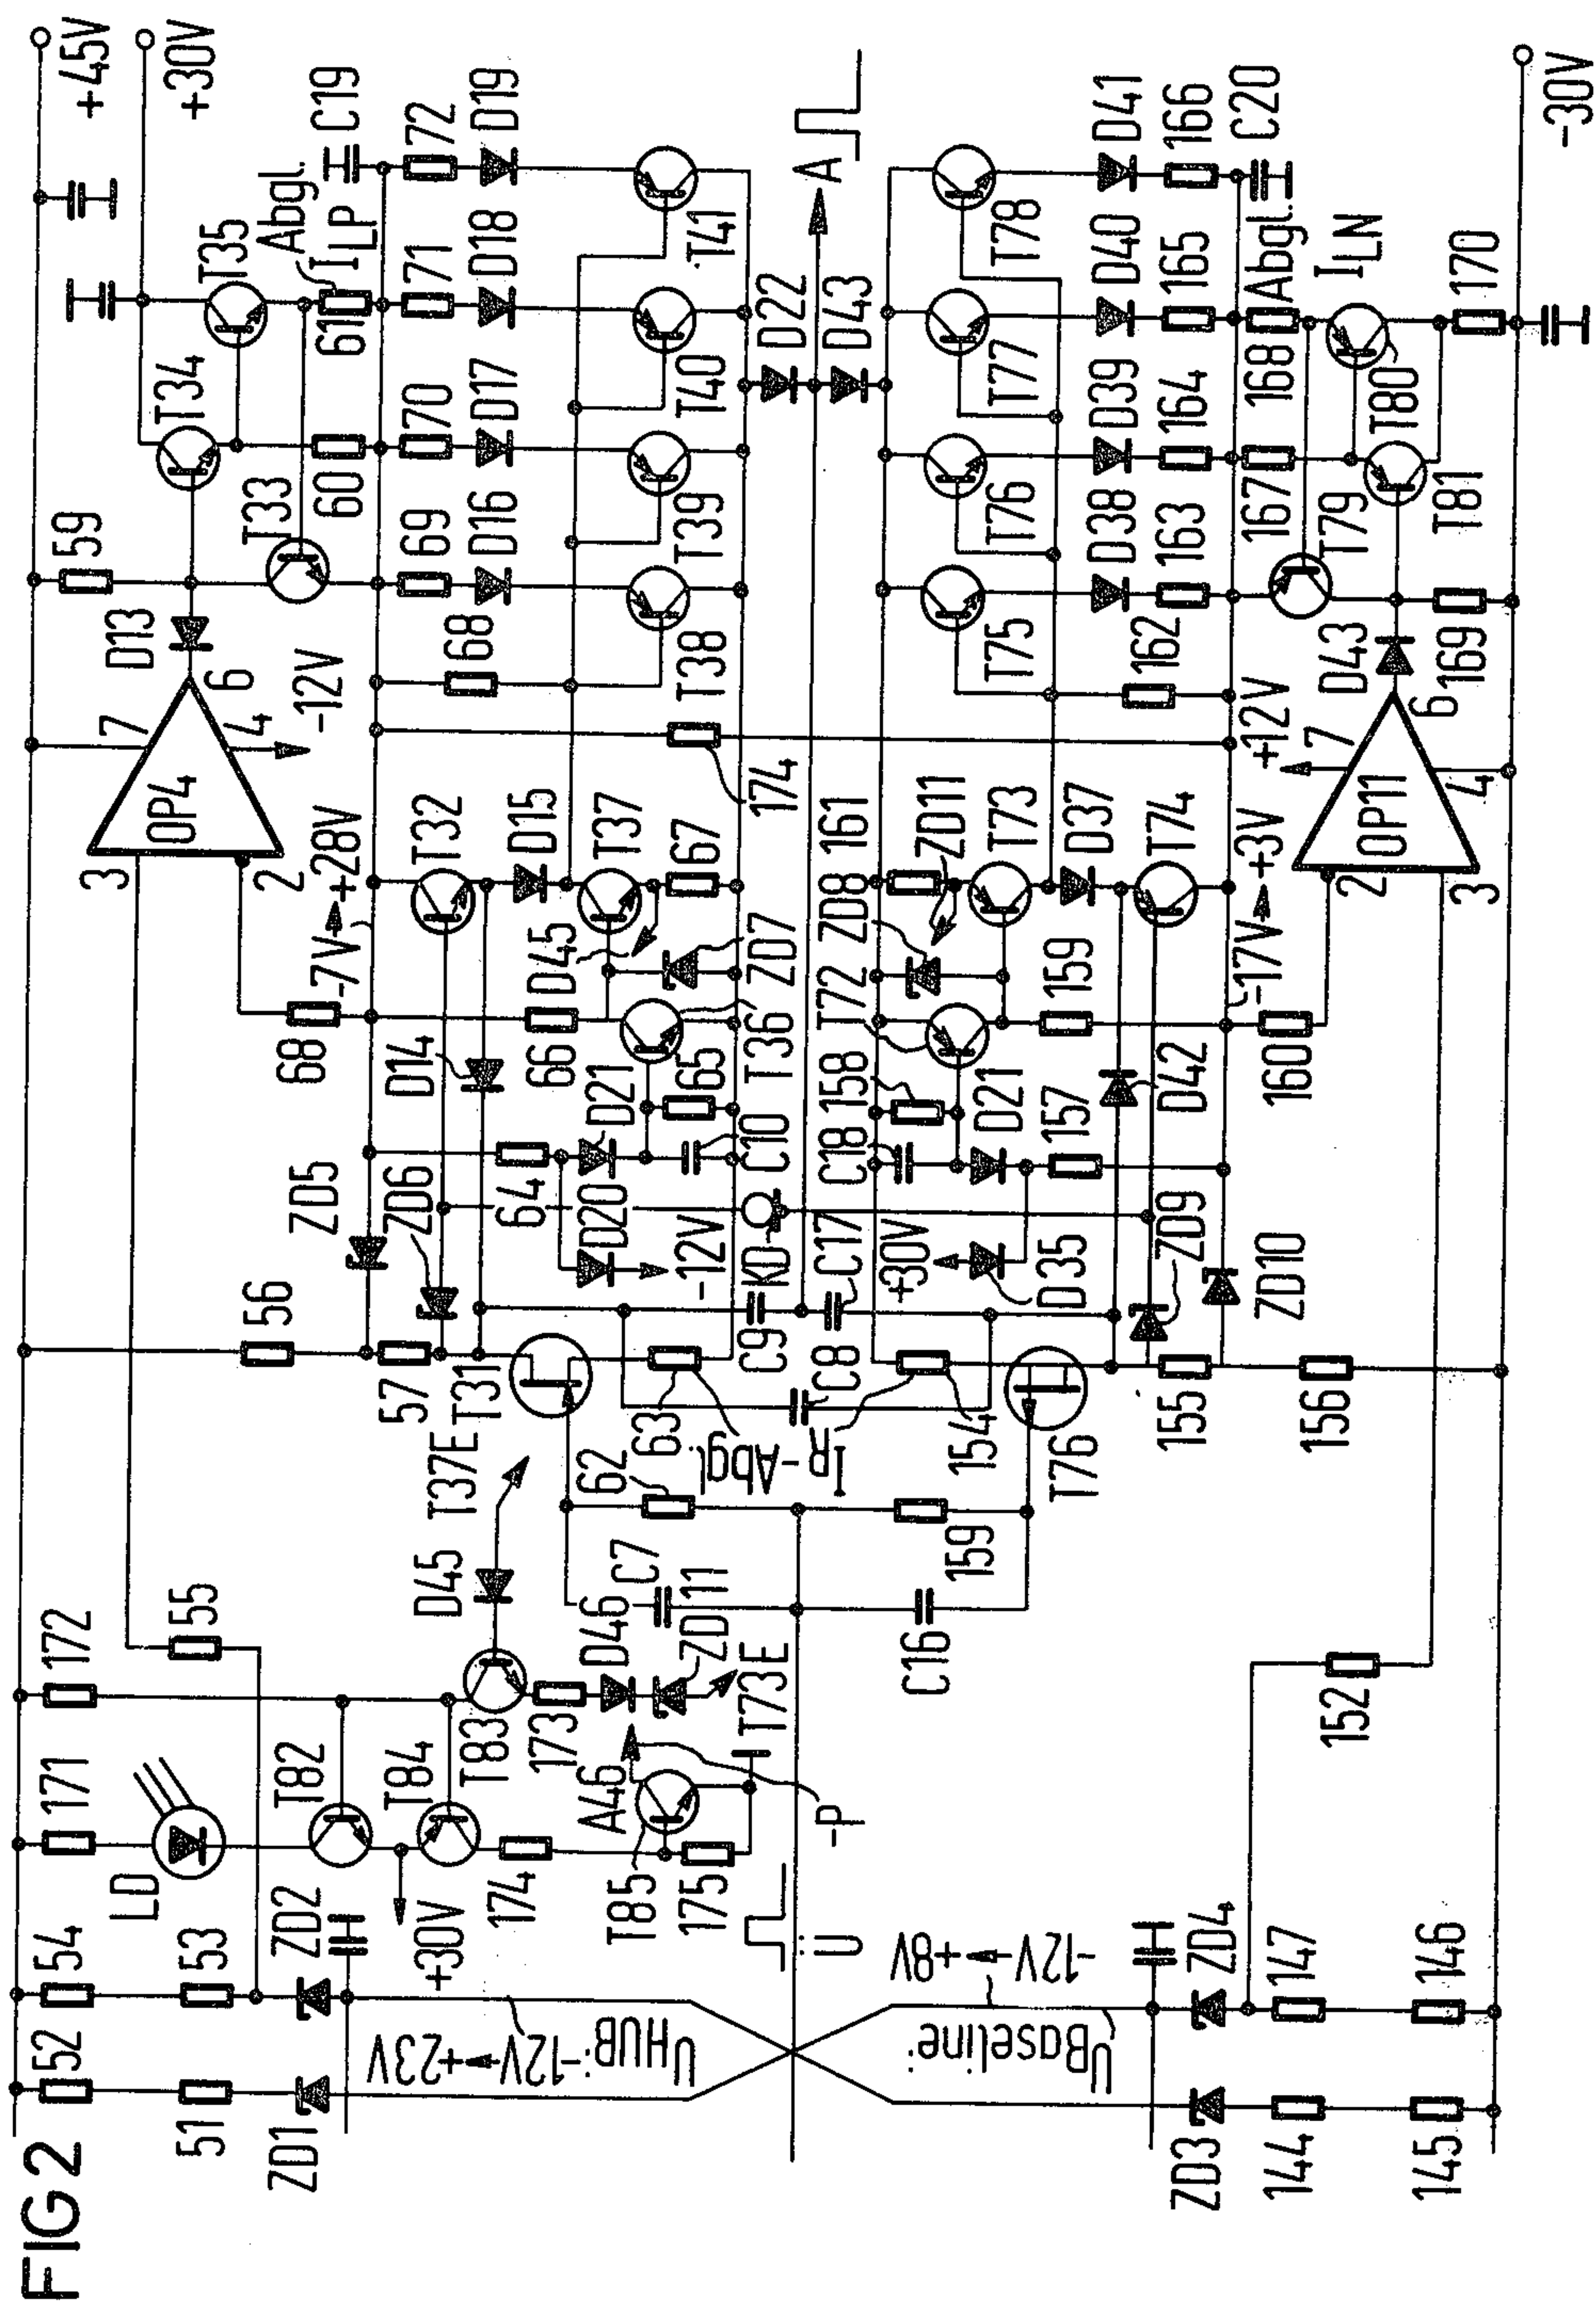 FIG 2
+45V
+30V
C19
72
D19
Abgl.
I LP
T35
61
71
D18
T41
T34
60
70
D17
T40
59
T33
69
D16
T39
D13
68
T38
6
7
4
-12V
OP4
3
2
-7V → +28V
T32
D15
T37
67
174
68
D14
66
D45
ZD7
T36
65
D21
C10
64
D20
-12V
ZD5
ZD6
KD
56
57
T31
C9
C17
C8
63
62
IR-Abgl.
T37E
D45
C7
55
172
T83
173
D46
ZD11
T73E
171
T82
T84
A46
-P
LD
+30V
174
T85
175
54
53
ZD2
52
51
ZD1
UHUB: -12V → +23V
Ü
UBaseline:
-12V → +8V
A
D22
D43
T78
D41
166
C20
T77
D40
165
Abgl.
ILN
168
170
-30V
T76
D39
164
167
T80
T81
T75
D38
163
T79
162
D43
169
+12V
7
6
4
OP11
2
3
-17V → +3V
161
ZD11
T73
D37
T74
ZD8
T72
159
160
158
D21
157
D42
C18
+30V
D35
ZD9
ZD10
154
T76
155
156
159
C16
152
ZD4
147
146
ZD3
144
145